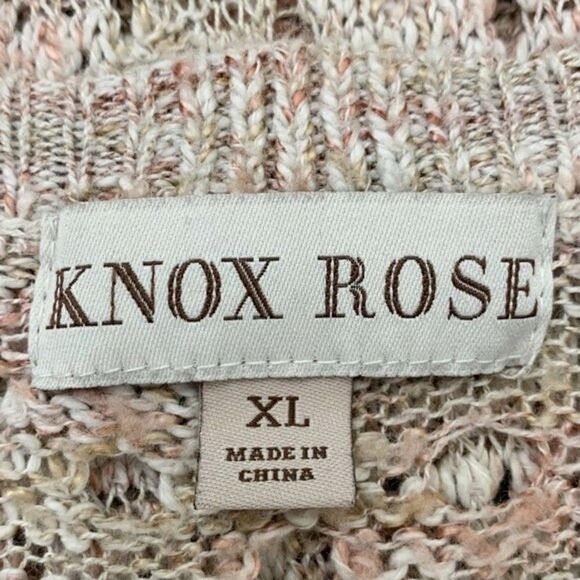 KNOX ROSE
XL
MADE IN
CHINA